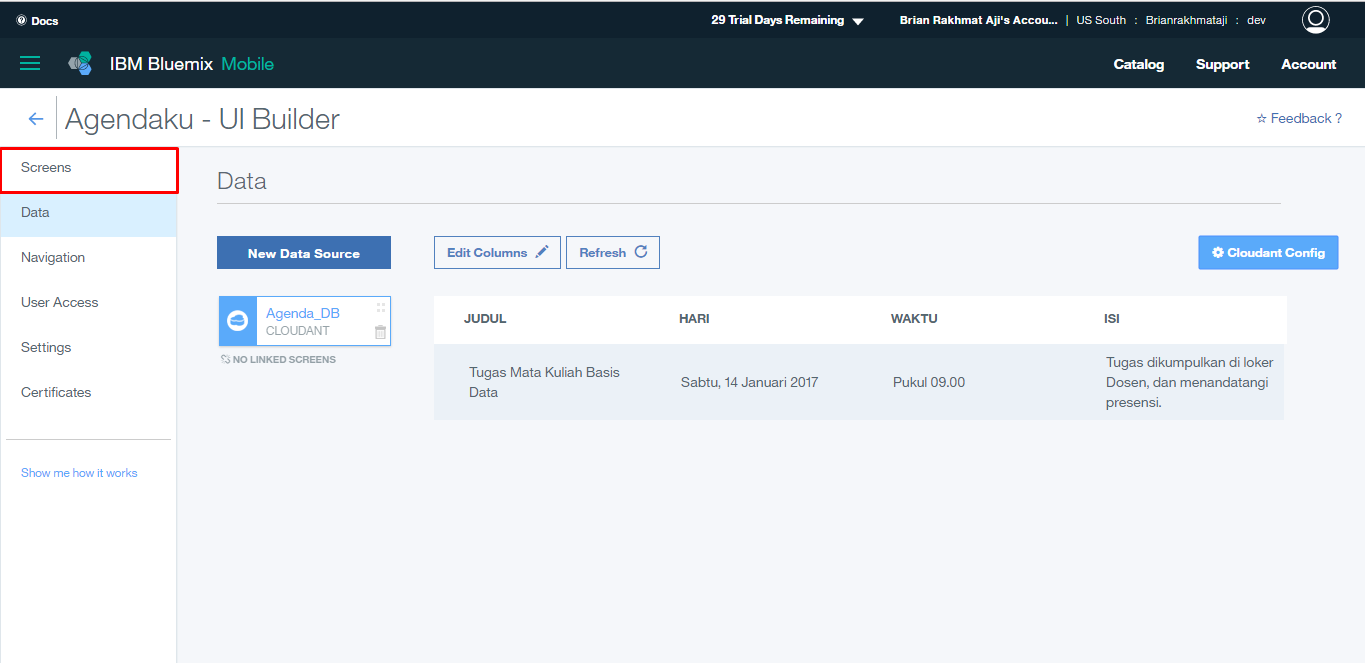 Docs
29 Trial Days Remaining
Brian Rakhmat Aji's Accou... | US South : Brianrakhmataji : dev
IBM Bluemix Mobile
Catalog
Support
Account
Agendaku - UI Builder
☆ Feedback ?
Screens
Data
Navigation
User Access
Settings
Certificates
Show me how it works
Data
New Data Source
Edit Columns
Refresh
Cloudant Config
Agenda_DB
CLOUDANT
NO LINKED SCREENS
JUDUL
HARI
WAKTU
ISI
Tugas Mata Kuliah Basis
Data
Sabtu, 14 Januari 2017
Pukul 09.00
Tugas dikumpulkan di loker
Dosen, dan menandatangi
presensi.